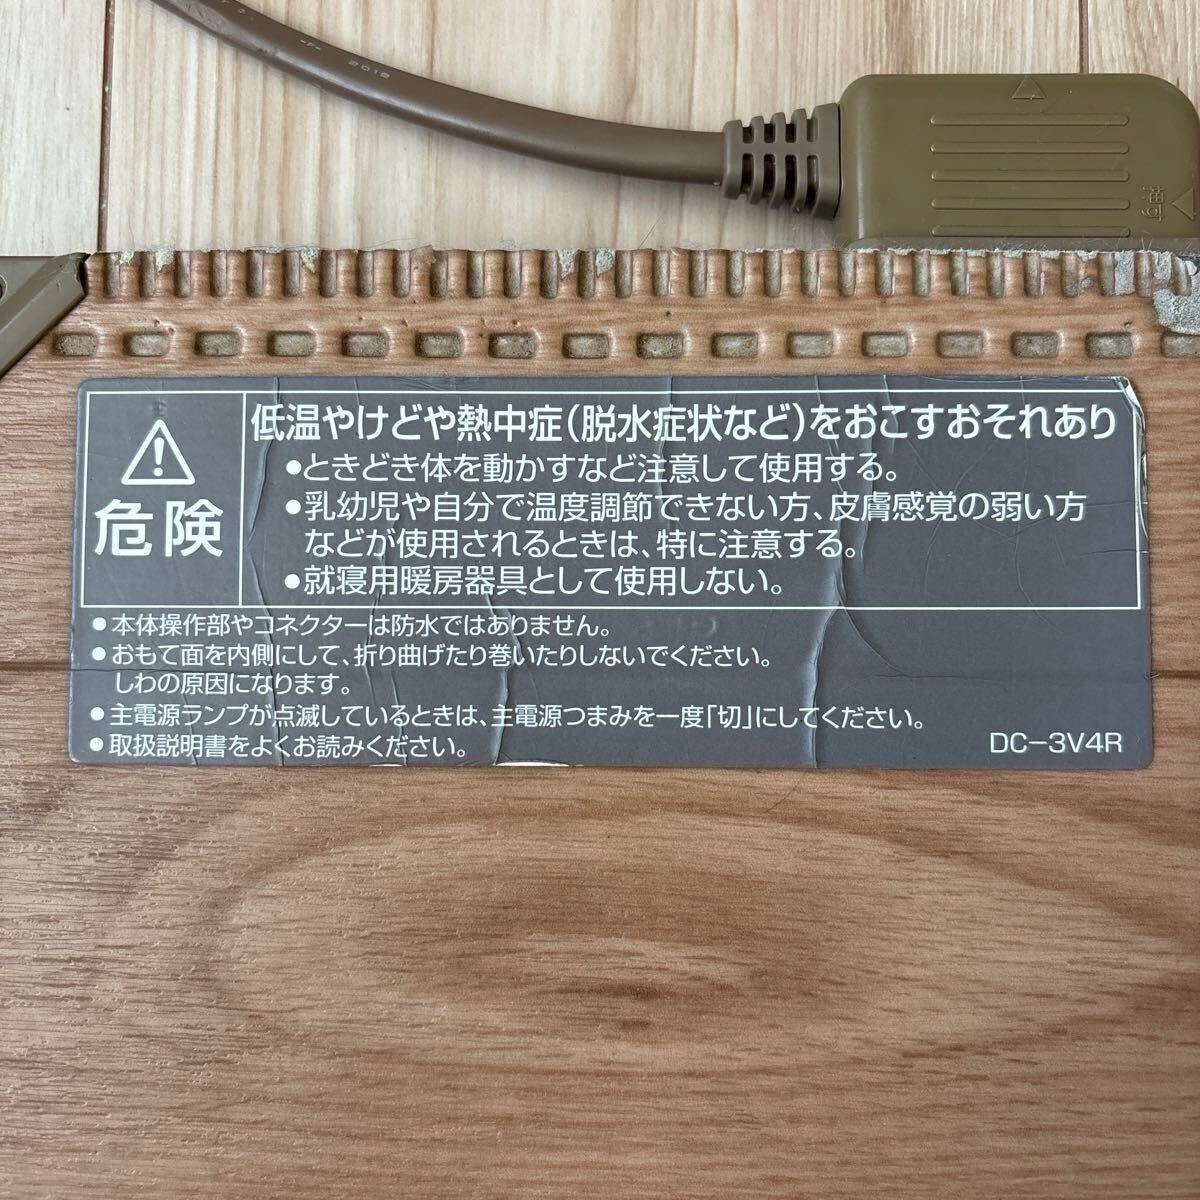 2012
押す
危険
低温やけどや熱中症(脱水症状など)をおこすおそれあり
●ときどき体を動かすなど注意して使用する。
●乳幼児や自分で温度調節できない方、皮膚感覚の弱い方
などが使用されるときは、特に注意する。
●就寝用暖房器具として使用しない。
●本体操作部やコネクターは防水ではありません。
●おもて面を内側にして、折り曲げたり巻いたりしないでください。
しわの原因になります。
●主電源ランプが点滅しているときは、主電源つまみを一度「切」にしてください。
●取扱説明書をよくお読みください。
DC-3V4R